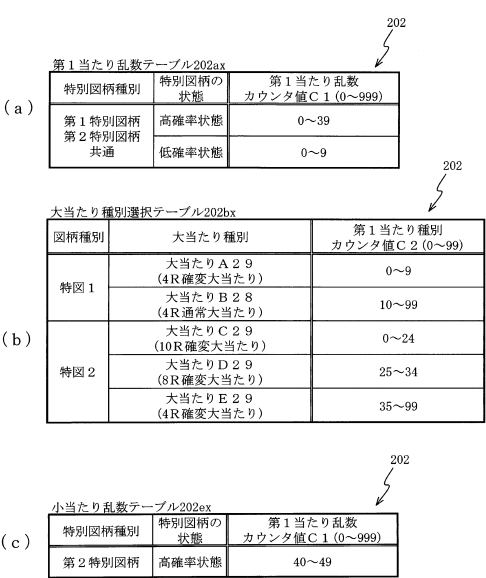 202
(a)
第1当たり乱数テーブル202ax
特別図柄種別
特別図柄の
状態
第1当たり乱数
カウンタ値C1(0～999)
第1特別図柄
第2特別図柄
共通
高確率状態
0～39
低確率状態
0～9
202
(b)
大当たり種別選択テーブル202bx
図柄種別
大当たり種別
第1当たり種別
カウンタ値C2(0～99)
特図1
大当たりA29
(4R確変大当たり)
0～9
大当たりB28
(4R通常大当たり)
10～99
特図2
大当たりC29
(10R確変大当たり)
0～24
大当たりD29
(8R確変大当たり)
25～34
大当たりE29
(4R確変大当たり)
35～99
202
(c)
小当たり乱数テーブル202ex
特別図柄種別
特別図柄の
状態
第1当たり乱数
カウンタ値C1(0～999)
第2特別図柄
高確率状態
40～49